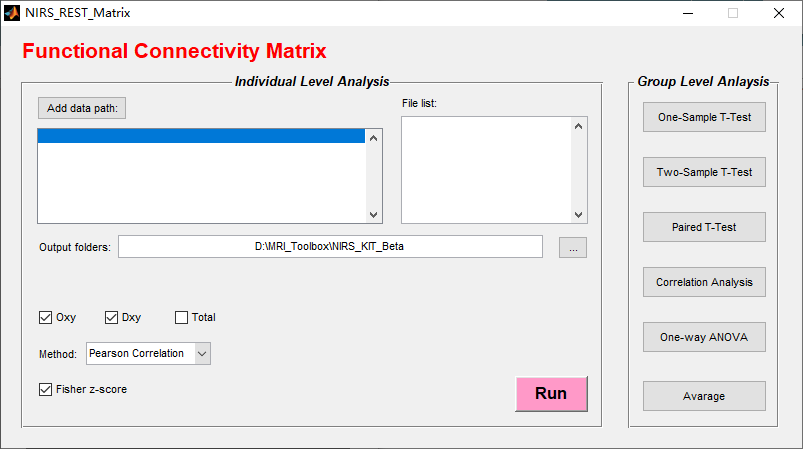 NIRS_REST_Matrix
Functional Connectivity Matrix
Individual Level Analysis
Add data path:
File list:
Output folders:
D:\MRI_Toolbox\NIRS_KIT_Beta
...
Oxy
Dxy
Total
Method:
Pearson Correlation
Fisher z-score
Run
Group Level Anlaysis
One-Sample T-Test
Two-Sample T-Test
Paired T-Test
Correlation Analysis
One-way ANOVA
Avarage